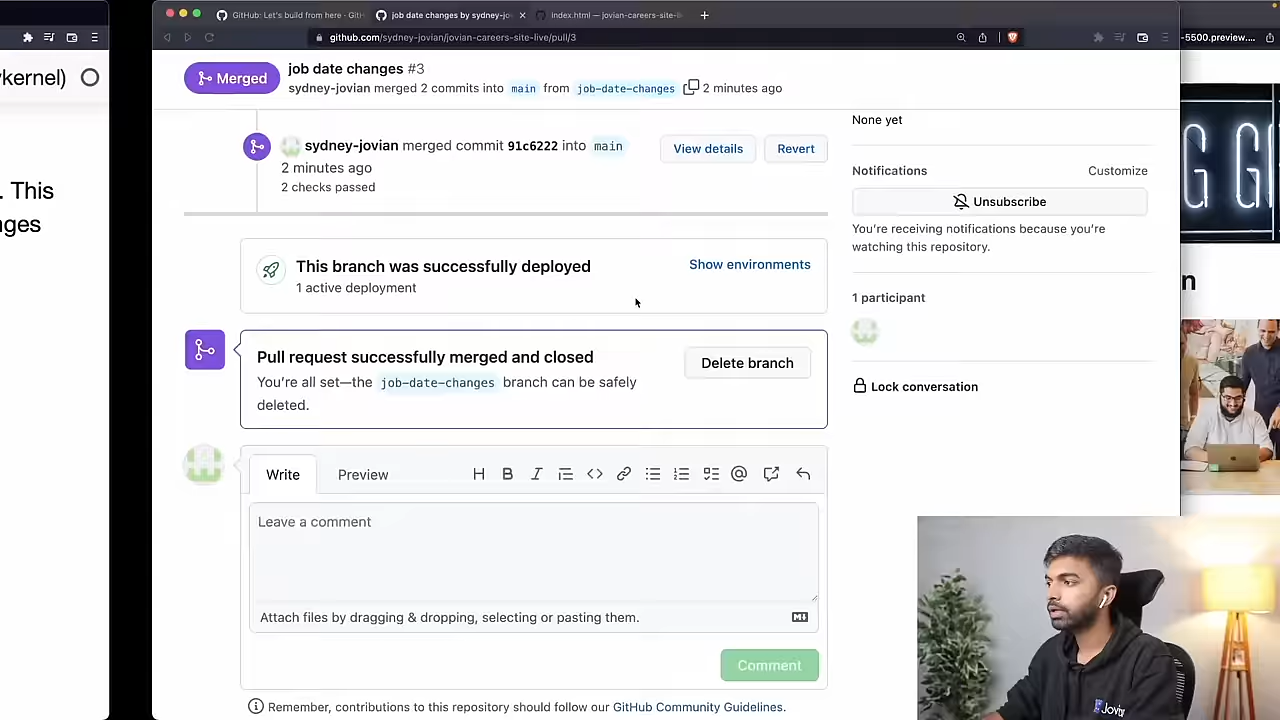 GitHub: Let's build from here · GitH
job date changes by sydney-jo
index.html — jovian-careers-site-li
github.com/sydney-jovian/jovian-careers-site-live/pull/3
-5500.preview....
kernel)
. This
Merged
job date changes #3
sydney-jovian merged 2 commits into main from job-date-changes 2 minutes ago
None yet
sydney-jovian merged commit 91c6222 into main
2 minutes ago
2 checks passed
View details
Revert
Notifications
Customize
Unsubscribe
You're receiving notifications because you're
watching this repository.
This branch was successfully deployed
1 active deployment
Show environments
1 participant
Pull request successfully merged and closed
You're all set—the job-date-changes branch can be safely
deleted.
Delete branch
Lock conversation
Write
Preview
Leave a comment
Attach files by dragging & dropping, selecting or pasting them.
Comment
Remember, contributions to this repository should follow our GitHub Community Guidelines.